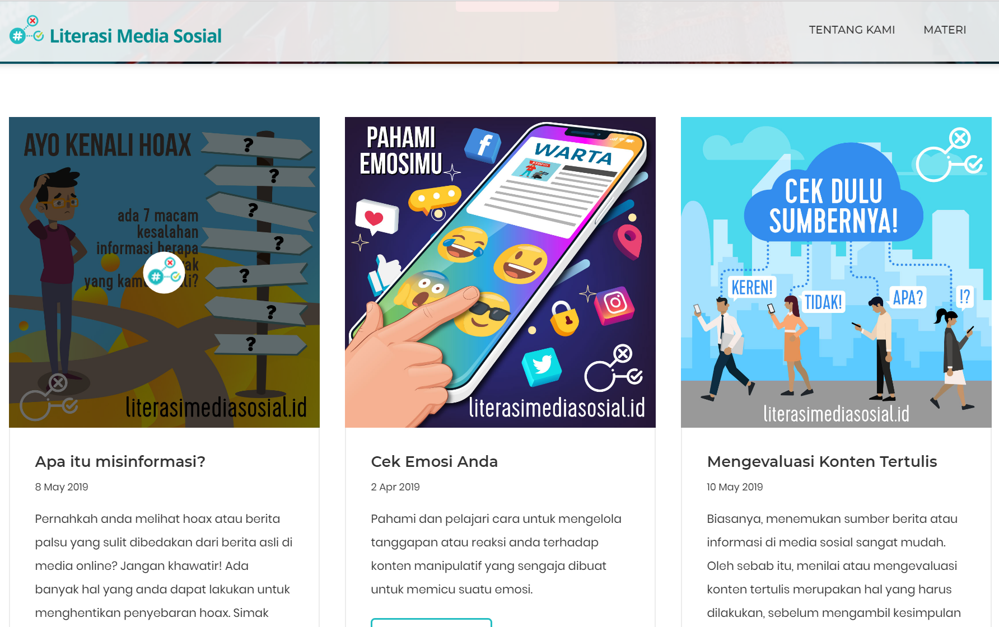 Literasi Media Sosial
TENTANG KAMI
MATERI
AYO KENALI HOAX
?
?
?
?
?
?
?
ada 7 macam
kesalahan
informasi berapa
yang
literasimediasosial.id
PAHAMI
EMOSIMU
WARTA
literasimediasosial.id
CEK DULU
SUMBERNYA!
KEREN!
TIDAK!
APA?
!?
literasimediasosial.id
Apa itu misinformasi?
8 May 2019
Pernahkah anda melihat hoax atau berita
palsu yang sulit dibedakan dari berita asli di
media online? Jangan khawatir! Ada
banyak hal yang anda dapat lakukan untuk
menghentikan penyebaran hoax. Simak
Cek Emosi Anda
2 Apr 2019
Pahami dan pelajari cara untuk mengelola
tanggapan atau reaksi anda terhadap
konten manipulatif yang sengaja dibuat
untuk memicu suatu emosi.
Mengevaluasi Konten Tertulis
10 May 2019
Biasanya, menemukan sumber berita atau
informasi di media sosial sangat mudah.
Oleh sebab itu, menilai atau mengevaluasi
konten tertulis merupakan hal yang harus
dilakukan, sebelum mengambil kesimpulan